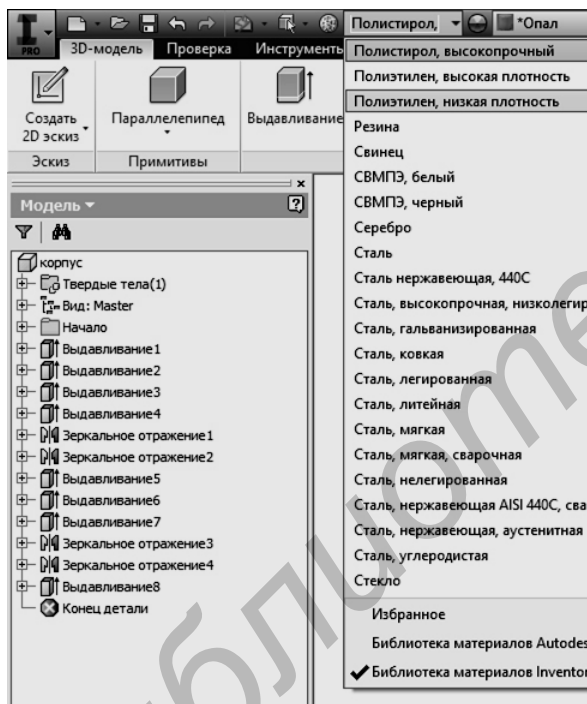 PRO
Полистирол,
*Опал
3D-модель Проверка Инструменты
Создать
2D эскиз
Параллелепипед
Выдавливание
Эскиз
Примитивы
Модель
корпус
Твердые тела(1)
Вид: Master
Начало
Выдавливание1
Выдавливание2
Выдавливание3
Выдавливание4
Зеркальное отражение1
Зеркальное отражение2
Выдавливание5
Выдавливание6
Выдавливание7
Зеркальное отражение3
Зеркальное отражение4
Выдавливание8
Конец детали
Полистирол, высокопрочный
Полиэтилен, высокая плотность
Полиэтилен, низкая плотность
Резина
Свинец
СВМПЭ, белый
СВМПЭ, черный
Серебро
Сталь
Сталь нержавеющая, 440C
Сталь, высокопрочная, низколегир
Сталь, гальванизированная
Сталь, ковкая
Сталь, легированная
Сталь, литейная
Сталь, мягкая
Сталь, мягкая, сварочная
Сталь, нелегированная
Сталь, нержавеющая AISI 440C, сва
Сталь, нержавеющая, аустенитная
Сталь, углеродистая
Стекло
Избранное
Библиотека материалов Autodes
Библиотека материалов Inventor